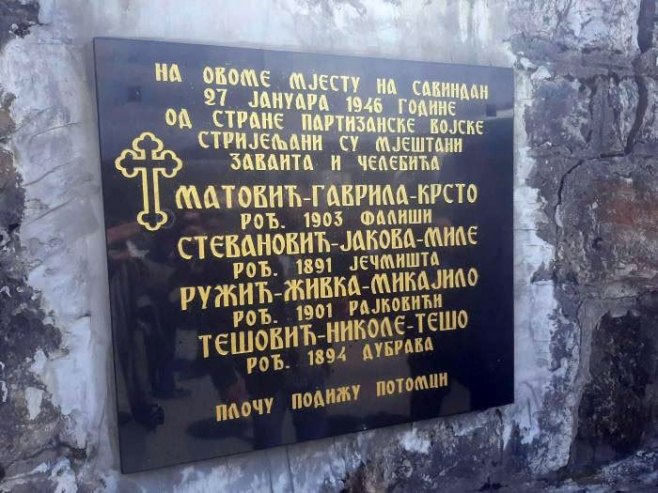 НА ОВОМЕ МЈЕСТУ НА САВИНДАН
27 ЈАНУАРА 1946 ГОДИНЕ
ОД СТРАНЕ ПАРТИЗАНСКЕ ВОЈСКЕ
СТРИЈЕЉАНИ СУ МЈЕШТАНИ
ЗАВАИТА И ЧЕЛЕБИЋА
МАТОВИЋ-ГАВРИЛА-КРСТО
РОЂ. 1903 ФАЛИШИ
СТЕВАНОВИЋ-ЈАКОВА-МИЛЕ
РОЂ. 1891 ЈЕЧМИШТА
РУЖИЋ-ЖИВКА-МИКАЈИЛО
РОЂ. 1901 РАЈКОВИЋИ
ТЕШОВИЋ-НИКОЛЕ-ТЕШО
РОЂ. 1894 ДУБРАВА
ПЛОЧУ ПОДИЖУ ПОТОМЦИ